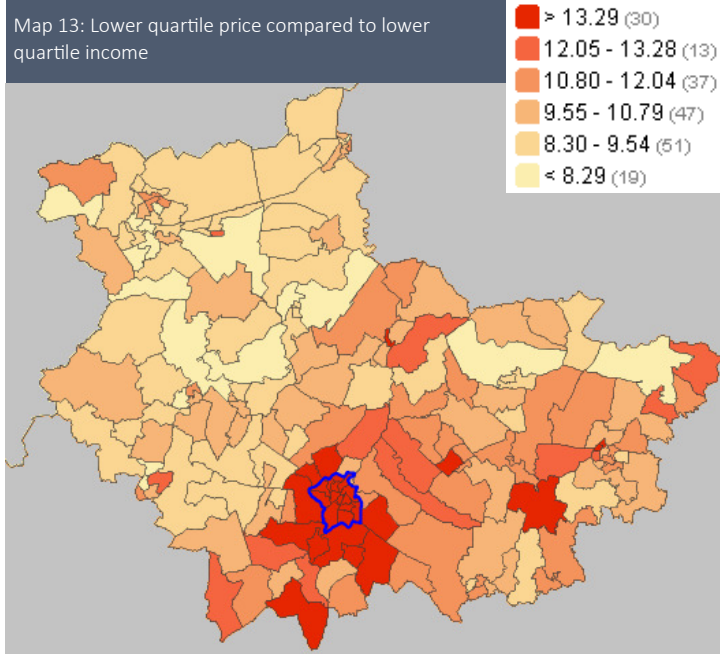 Map 13: Lower quartile price compared to lower
quartile income
> 13.29 (30)
12.05 - 13.28 (13)
10.80 - 12.04 (37)
9.55 - 10.79 (47)
8.30 - 9.54 (51)
< 8.29 (19)